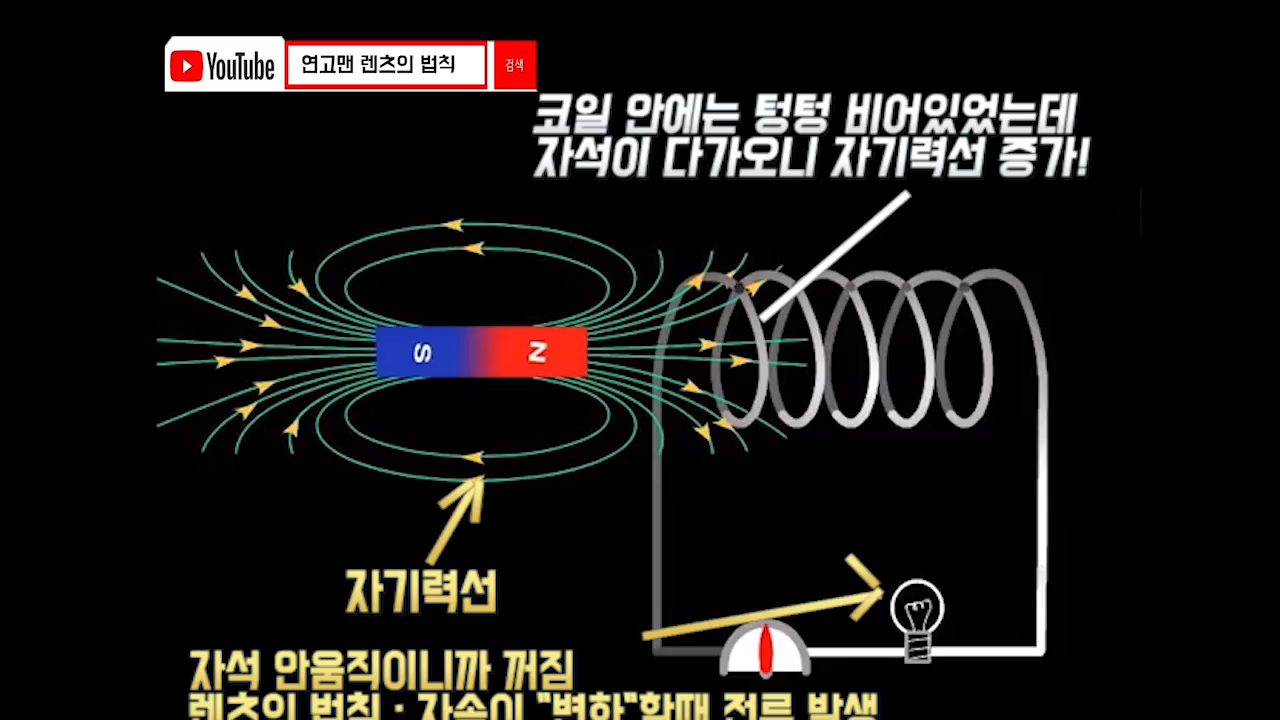 YouTube 연고맨 렌츠의 법칙 검색
코일 안에는 텅텅 비어있었는데
자석이 다가오니 자기력선 증가!
S N
자기력선
자석 안움직이니까 꺼짐
렌츠의 법칙 : 자속이 "변화"할때 전류 발생